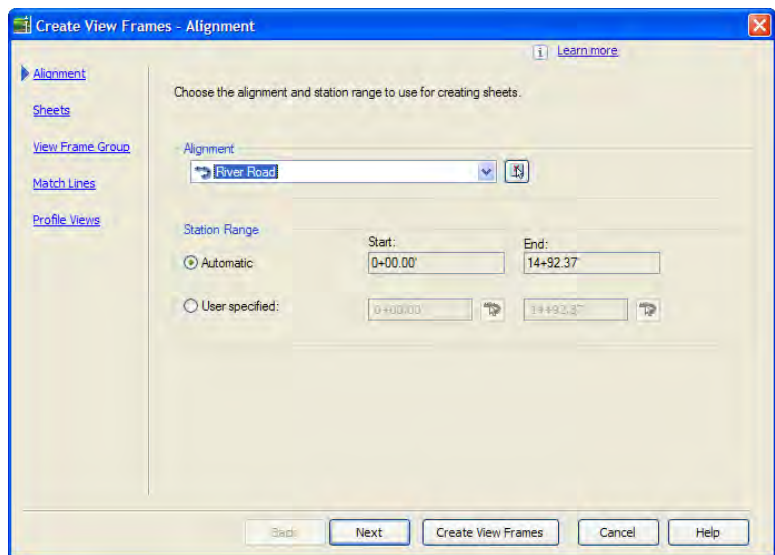 Create View Frames - Alignment
Learn more
Alignment
Sheets
View Frame Group
Match Lines
Profile Views
Choose the alignment and station range to use for creating sheets.
Alignment
River Road
Station Range
Start:
End:
Automatic
0+00.00'
14+92.37'
User specified:
0+00.00'
14+92.37'
Back
Next
Create View Frames
Cancel
Help